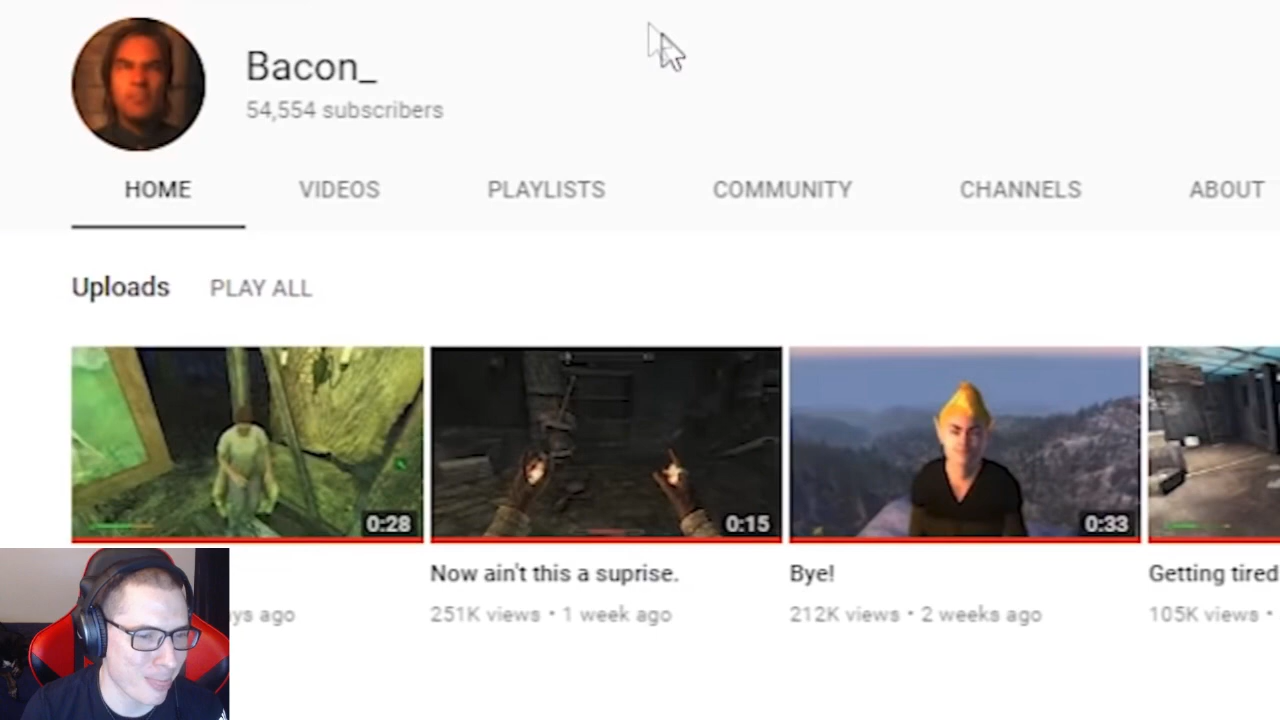 Bacon_
54,554 subscribers
HOME VIDEOS PLAYLISTS COMMUNITY CHANNELS ABOUT
Uploads PLAY ALL
0:28 0:15 0:33
Now ain't this a suprise. Bye! Getting tired
ago 251K views • 1 week ago 212K views • 2 weeks ago 105K views •